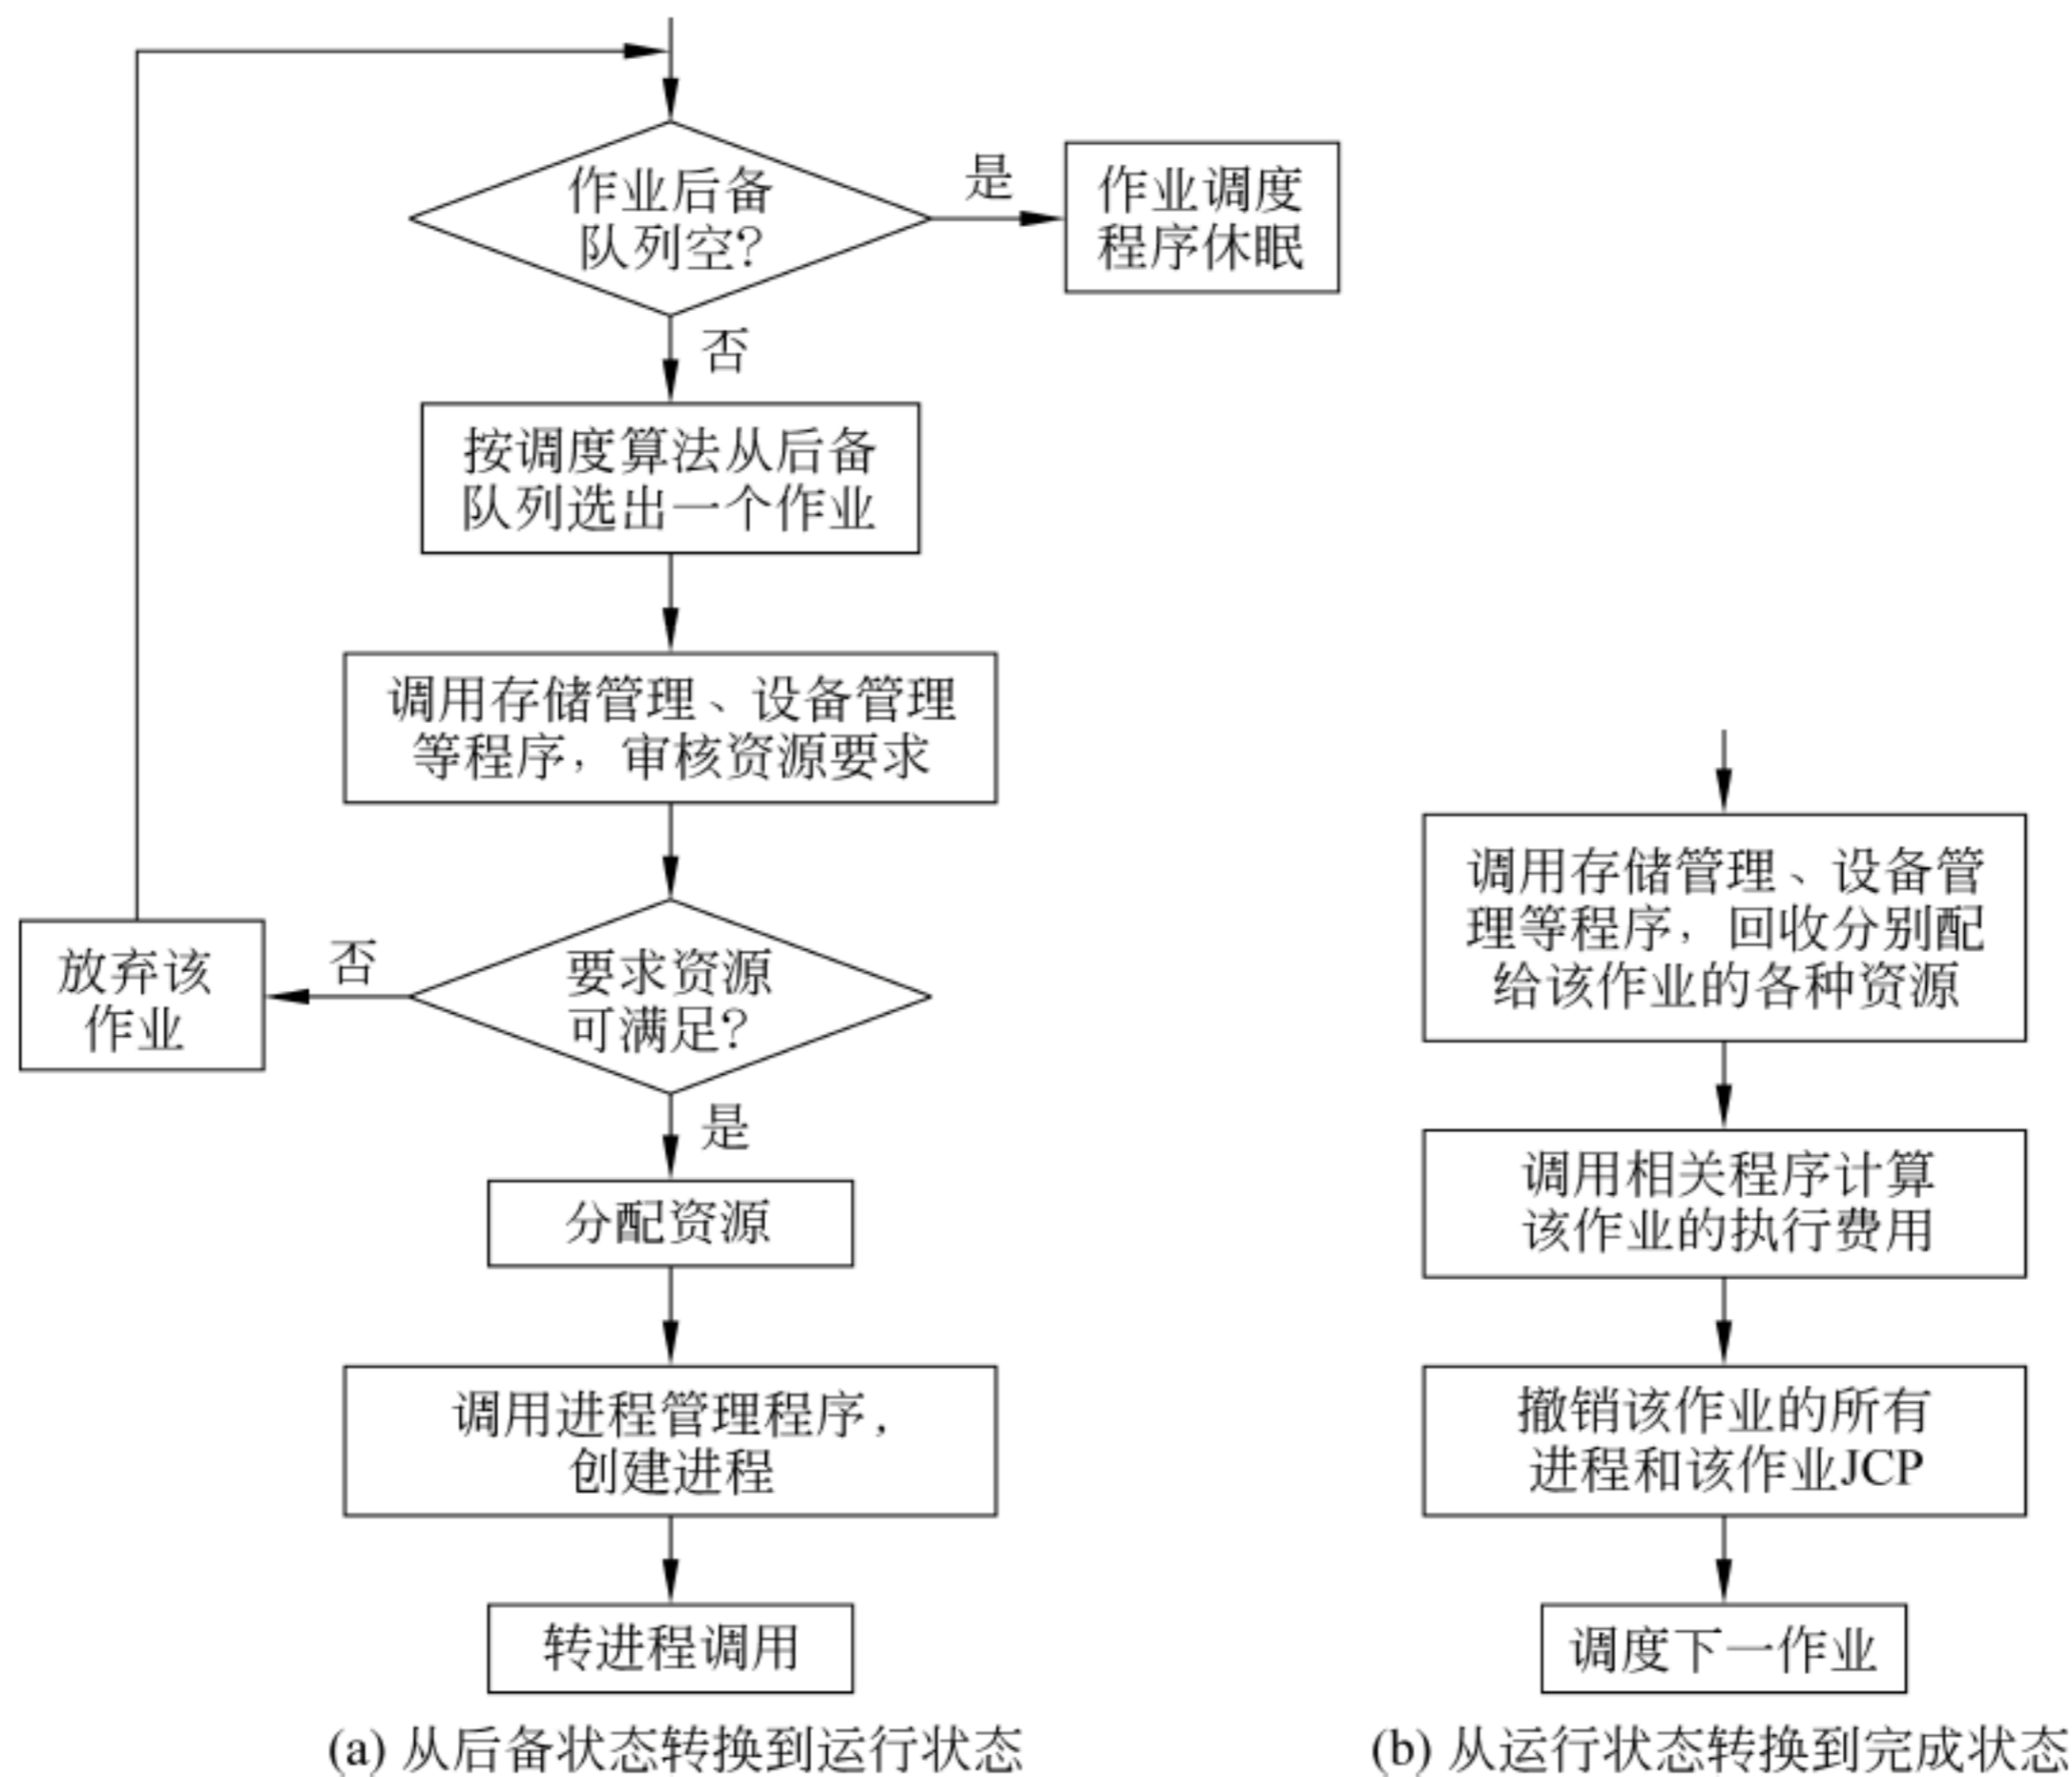 作业后备
队列空?
是
作业调度
程序休眠
否
按调度算法从后备
队列选出一个作业
调用存储管理、设备管理
等程序，审核资源要求
要求资源
可满足?
否
放弃该
作业
是
分配资源
调用进程管理程序，
创建进程
转进程调用
(a) 从后备状态转换到运行状态
调用存储管理、设备管
理等程序，回收分别配
给该作业的各种资源
调用相关程序计算
该作业的执行费用
撤销该作业的所有
进程和该作业JCP
调度下一作业
(b) 从运行状态转换到完成状态